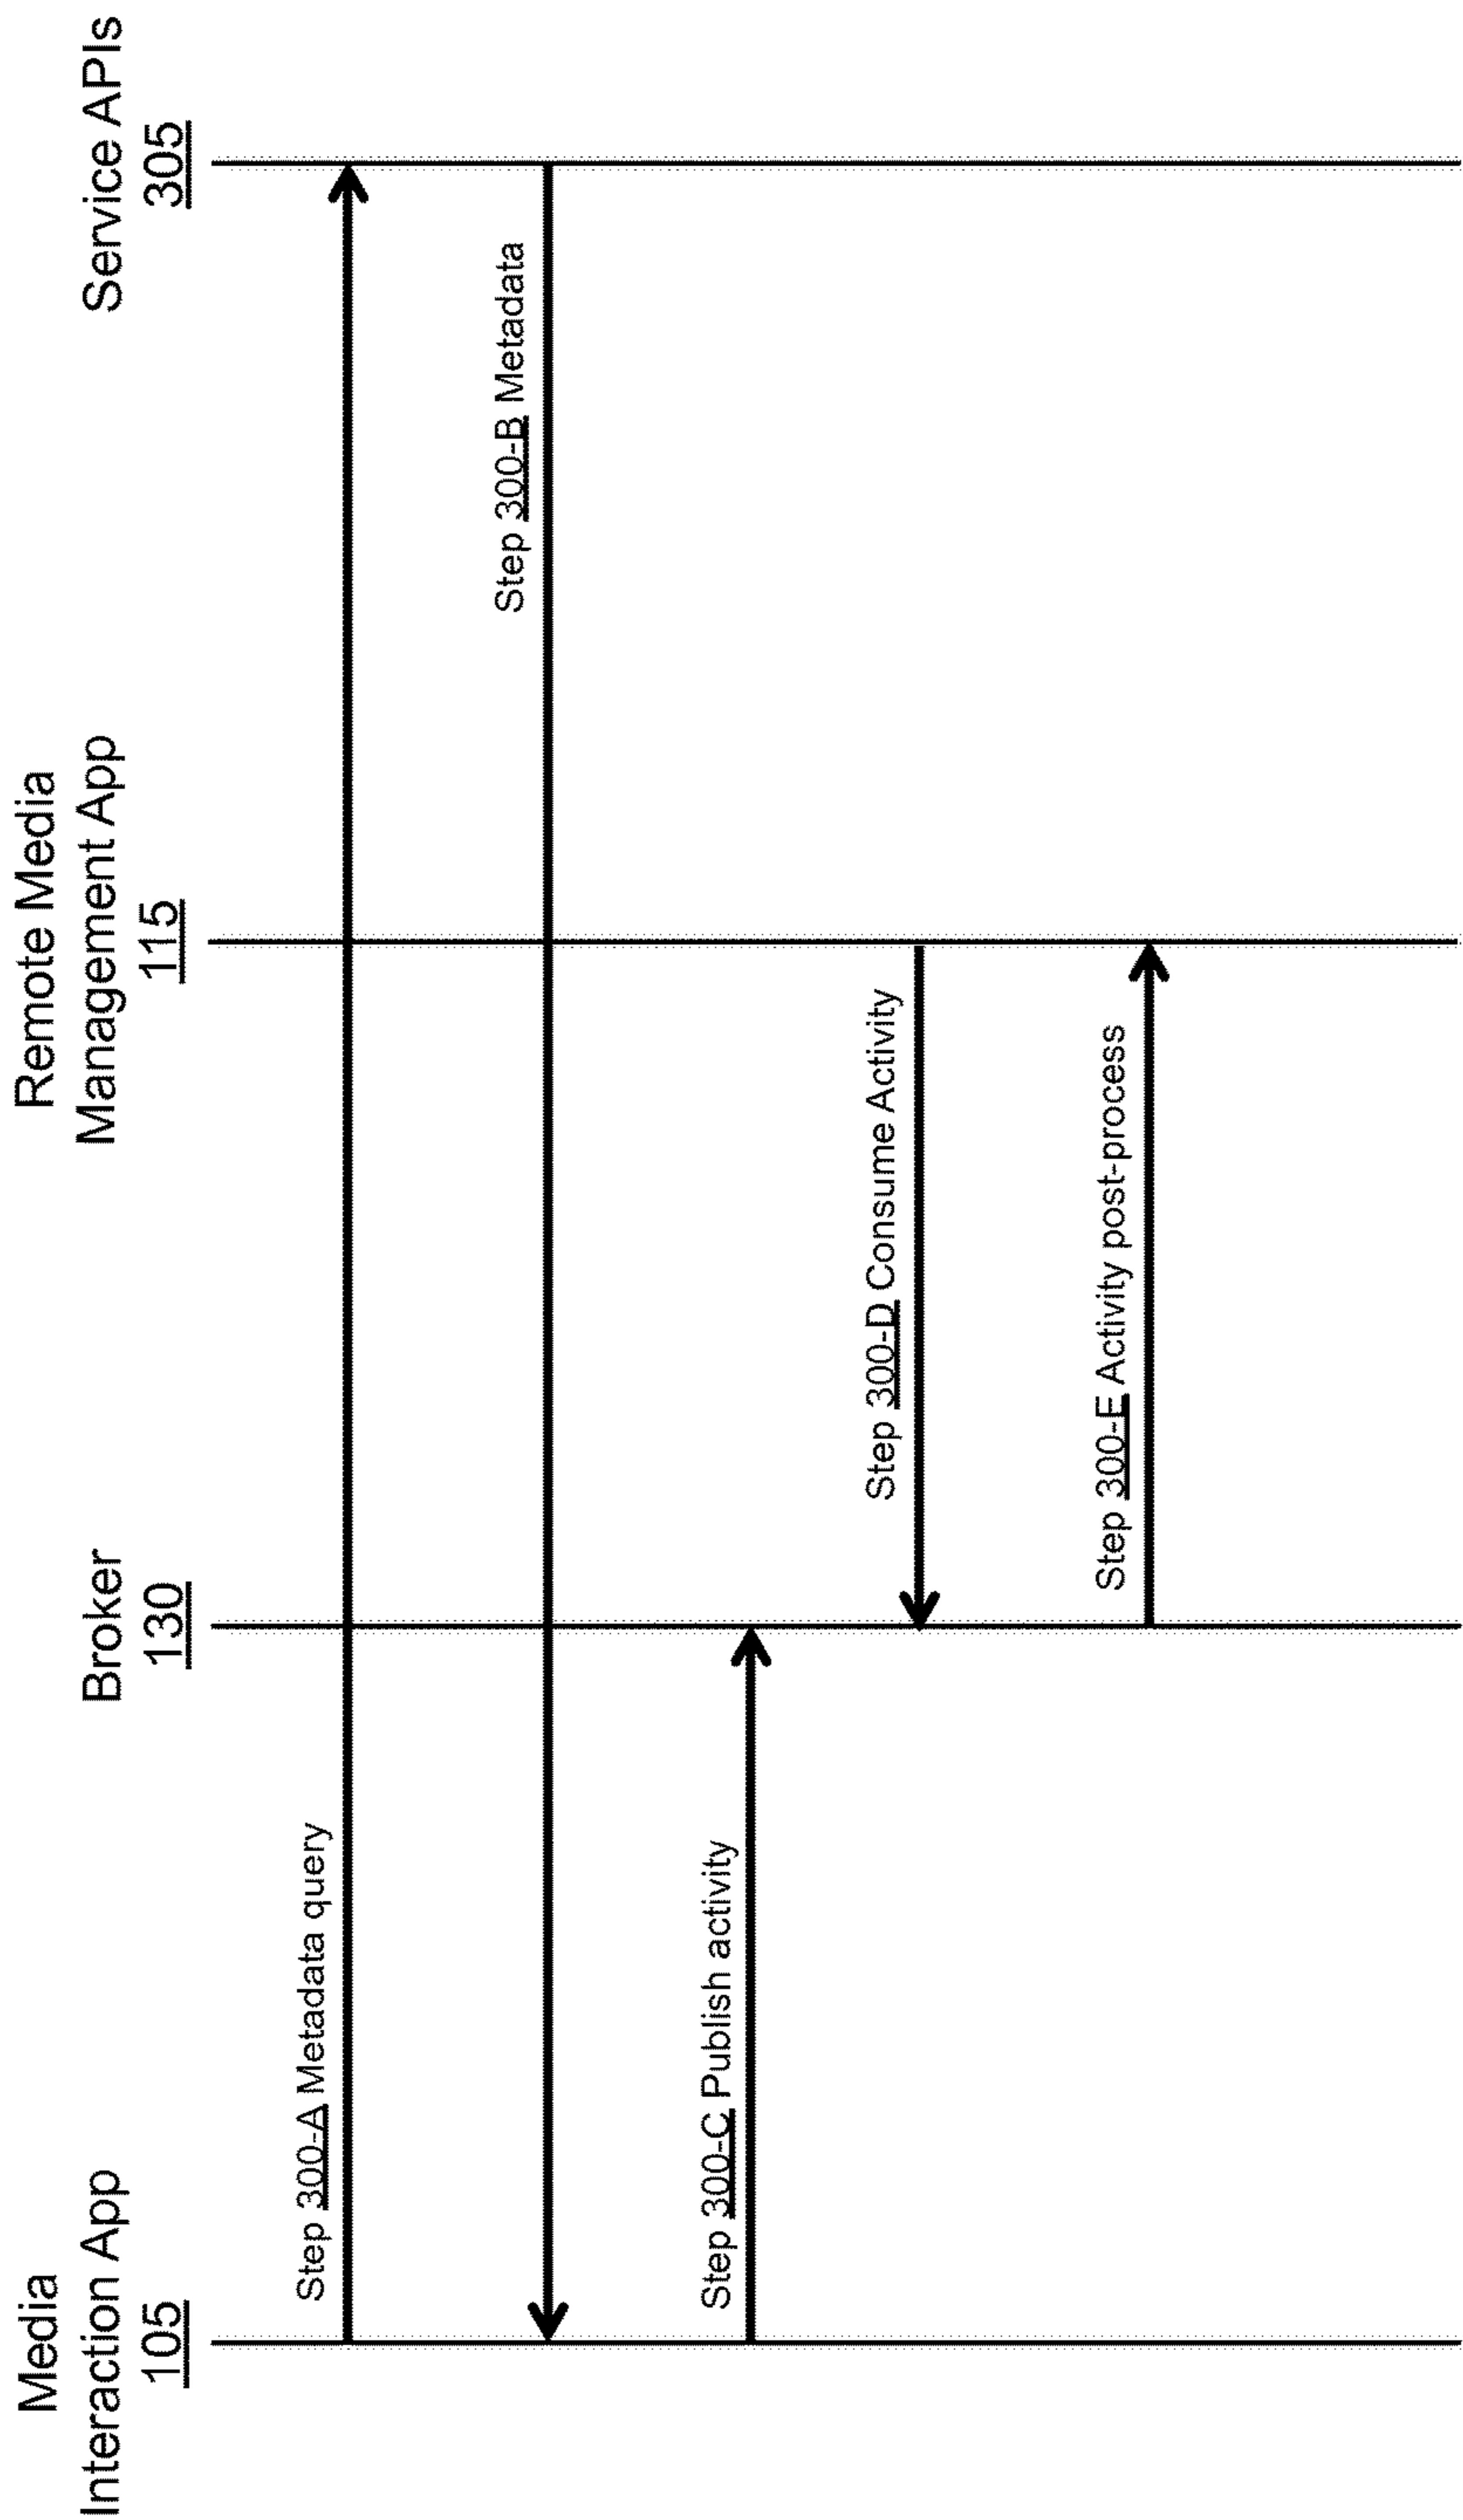 Media
Interaction App
105
Broker
130
Remote Media
Management App
115
Service APIs
305
Step 300-A Metadata query
Step 300-B Metadata
Step 300-C Publish activity
Step 300-D Consume Activity
Step 300-E Activity post-process